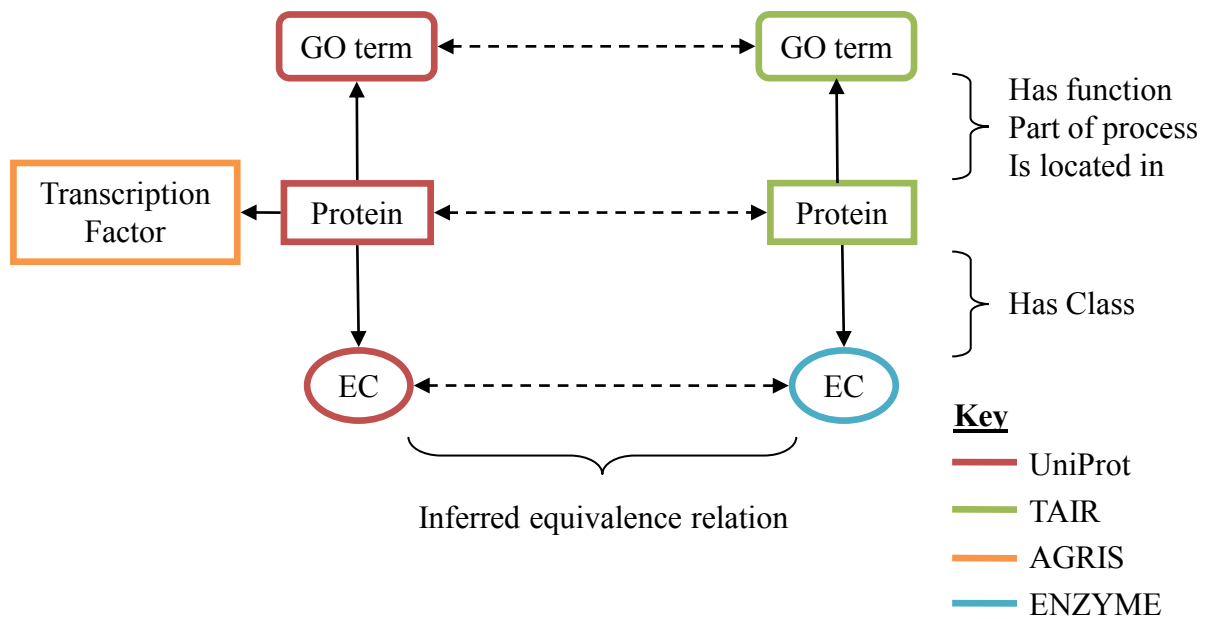 GO term
GO term
Has function
Part of process
Is located in
Transcription
Factor
Protein
Protein
Has Class
EC
EC
Inferred equivalence relation
Key
UniProt
TAIR
AGRIS
ENZYME